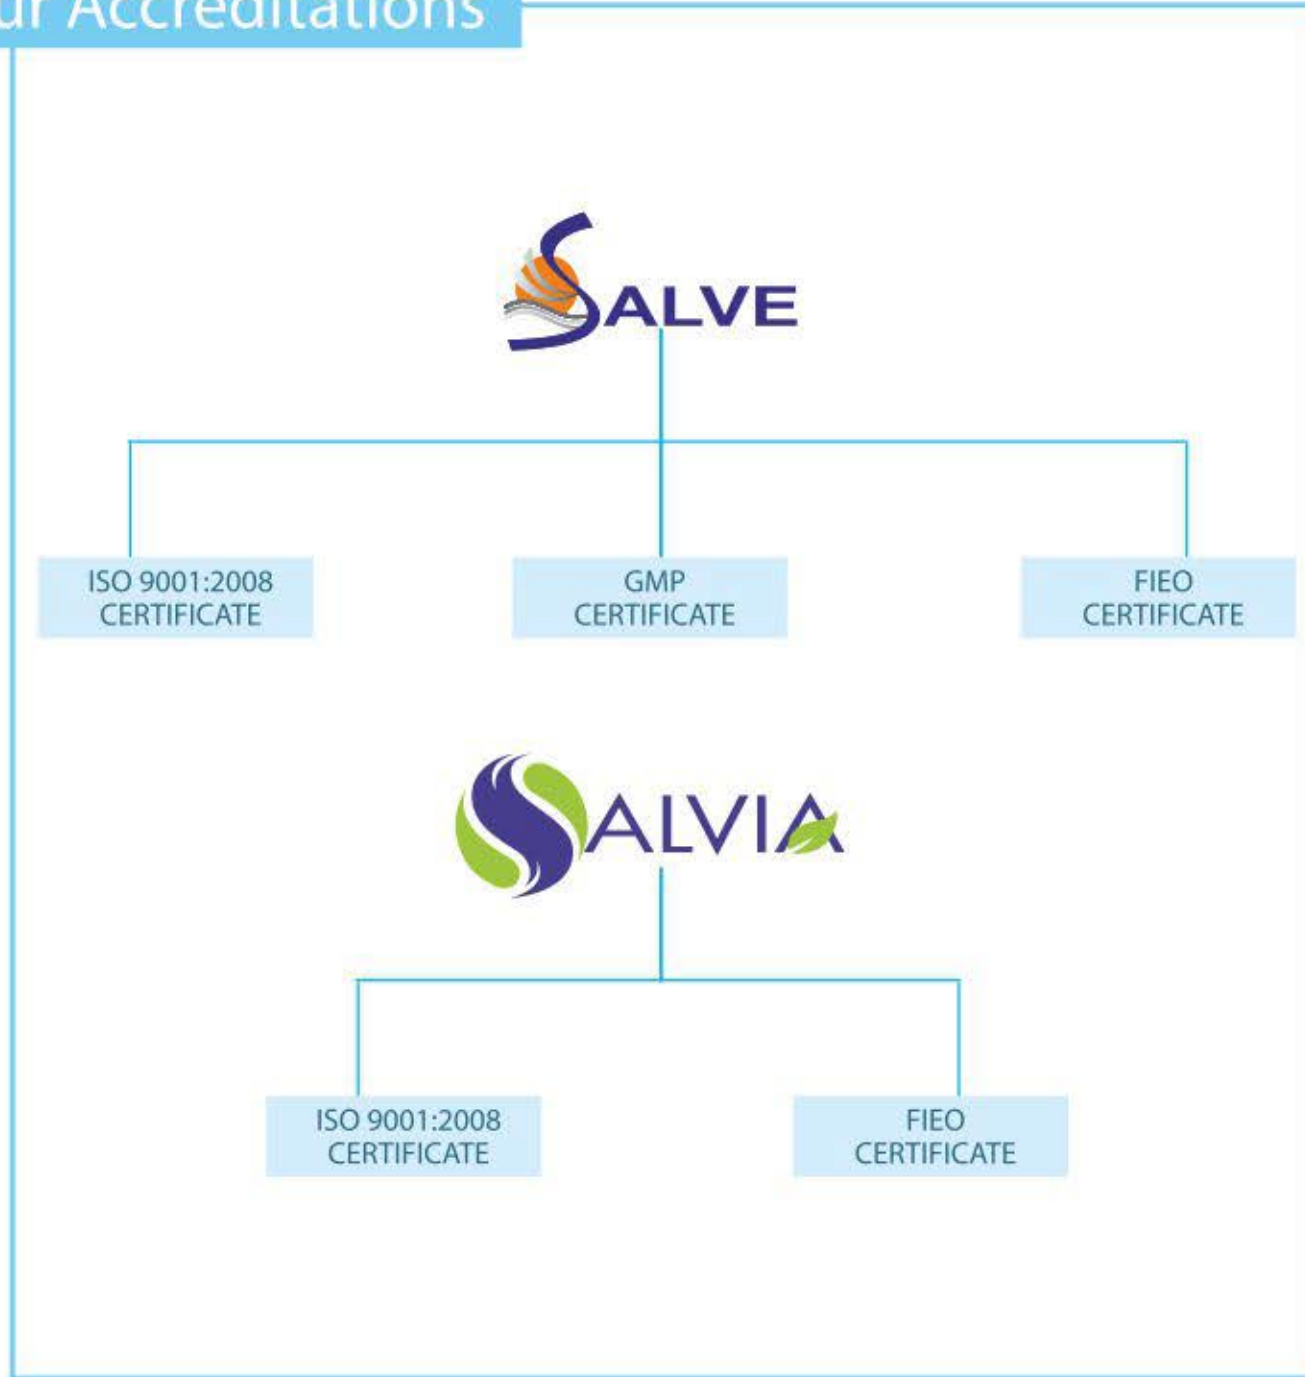 ur Accreditations
SALVE
ISO 9001:2008
CERTIFICATE
GMP
CERTIFICATE
FIEO
CERTIFICATE
SALVIA
ISO 9001:2008
CERTIFICATE
FIEO
CERTIFICATE